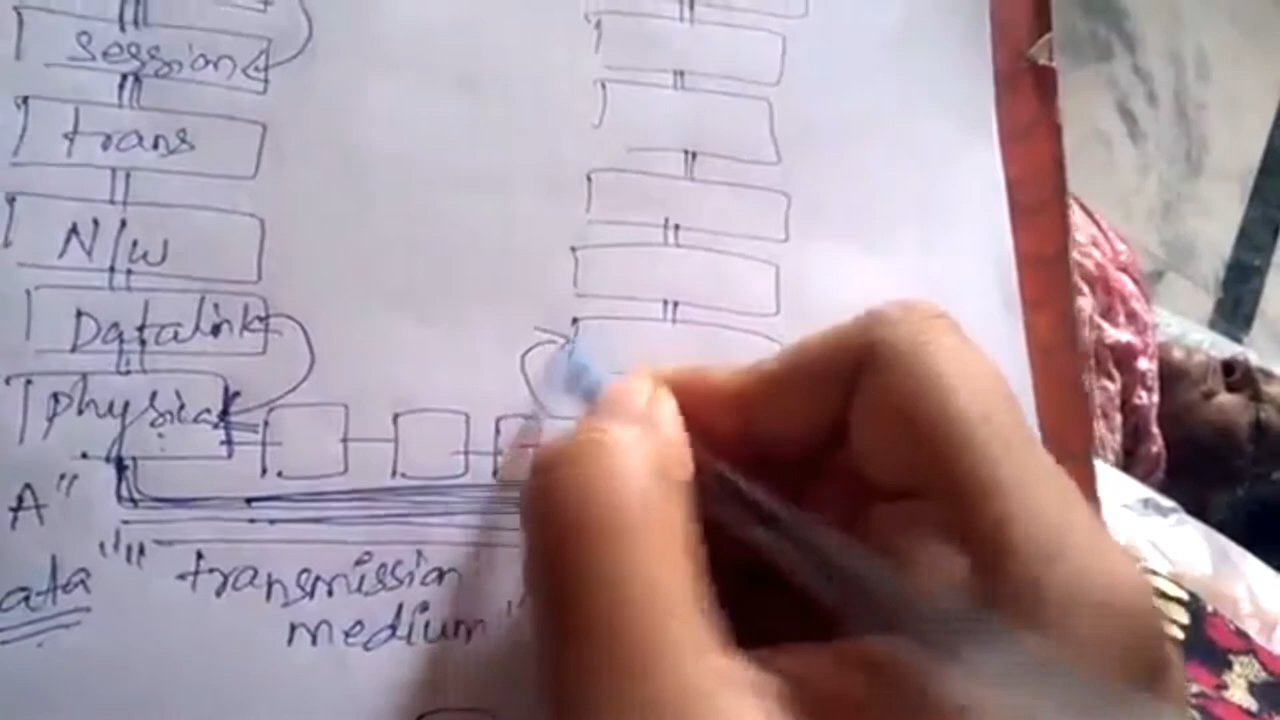 session
trans
N/w
Datalink
physical
A"
ata
"" transmission
medium"